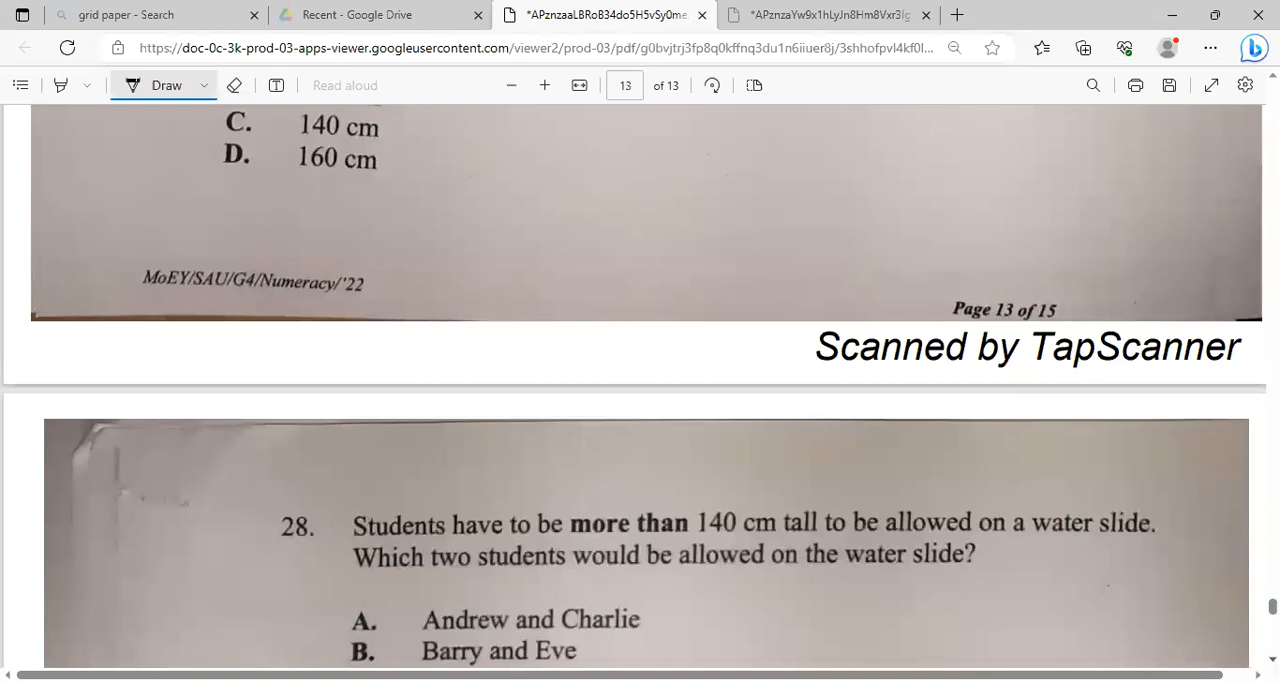 grid paper - Search
Recent - Google Drive
*APznzaaLBRoB34do5H5vSy0me
*APznzaYw9x1hLyJn8Hm8Vxr3lg
https://doc-0c-3k-prod-03-apps-viewer.googleusercontent.com/viewer2/prod-03/pdf/g0bvjtrj3fp8q0kffnq3du1n6iiuer8j/3shhofpvl4kf0l...
Draw
Read aloud
13 of 13
C. 140 cm
D. 160 cm
MoEY/SAU/G4/Numeracy/'22
Page 13 of 15
Scanned by TapScanner
28. Students have to be more than 140 cm tall to be allowed on a water slide.
Which two students would be allowed on the water slide?
A. Andrew and Charlie
B. Barry and Eve